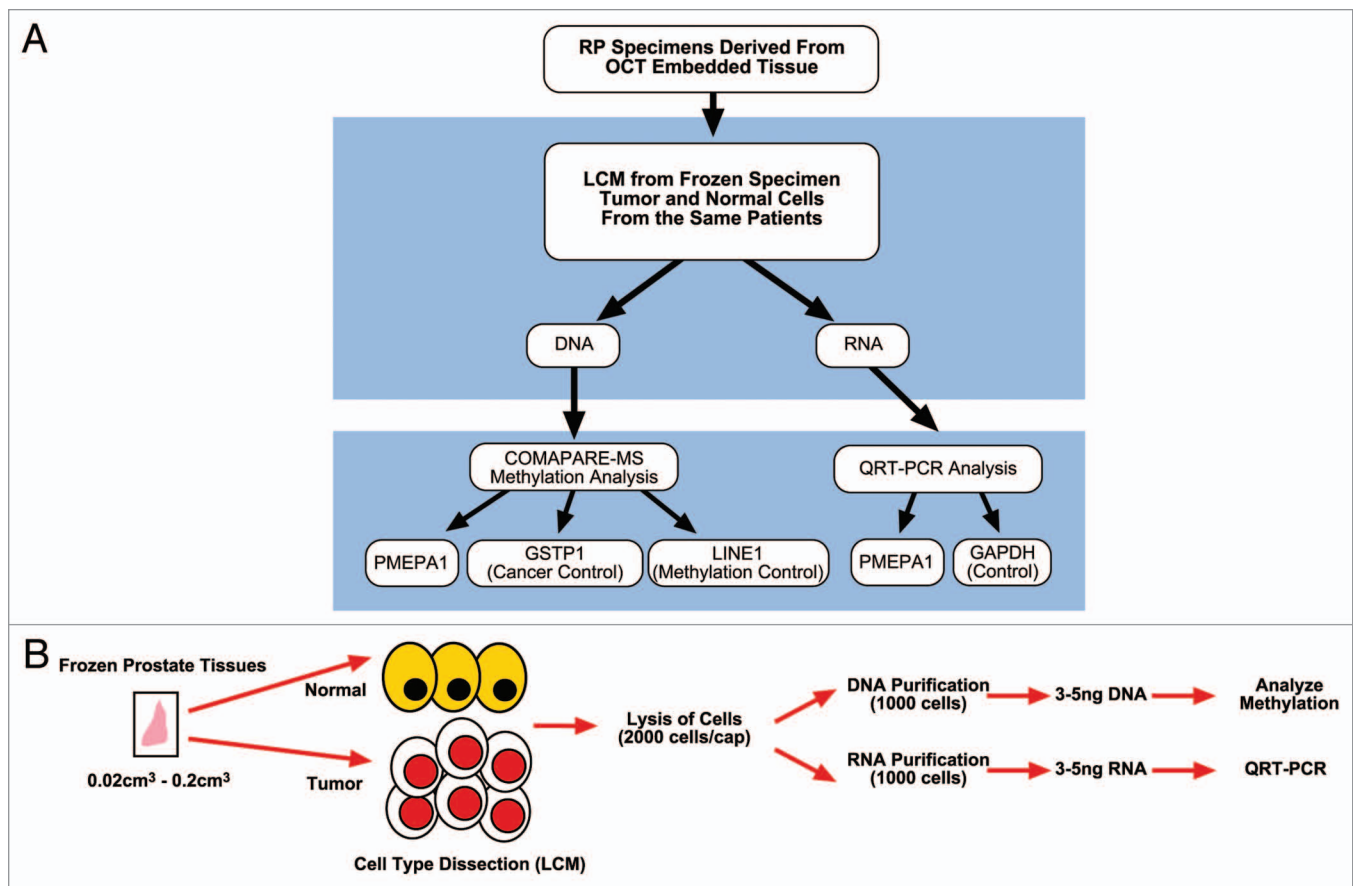 A
RP Specimens Derived From
OCT Embedded Tissue
LCM from Frozen Specimen
Tumor and Normal Cells
From the Same Patients
DNA
RNA
COMAPARE-MS
Methylation Analysis
QRT-PCR Analysis
PMEPA1
GSTP1
(Cancer Control)
LINE1
(Methylation Control)
PMEPA1
GAPDH
(Control)
B
Frozen Prostate Tissues
0.02cm³ - 0.2cm³
Normal
Tumor
Cell Type Dissection (LCM)
Lysis of Cells
(2000 cells/cap)
DNA Purification
(1000 cells)
3-5ng DNA
Analyze
Methylation
RNA Purification
(1000 cells)
3-5ng RNA
QRT-PCR